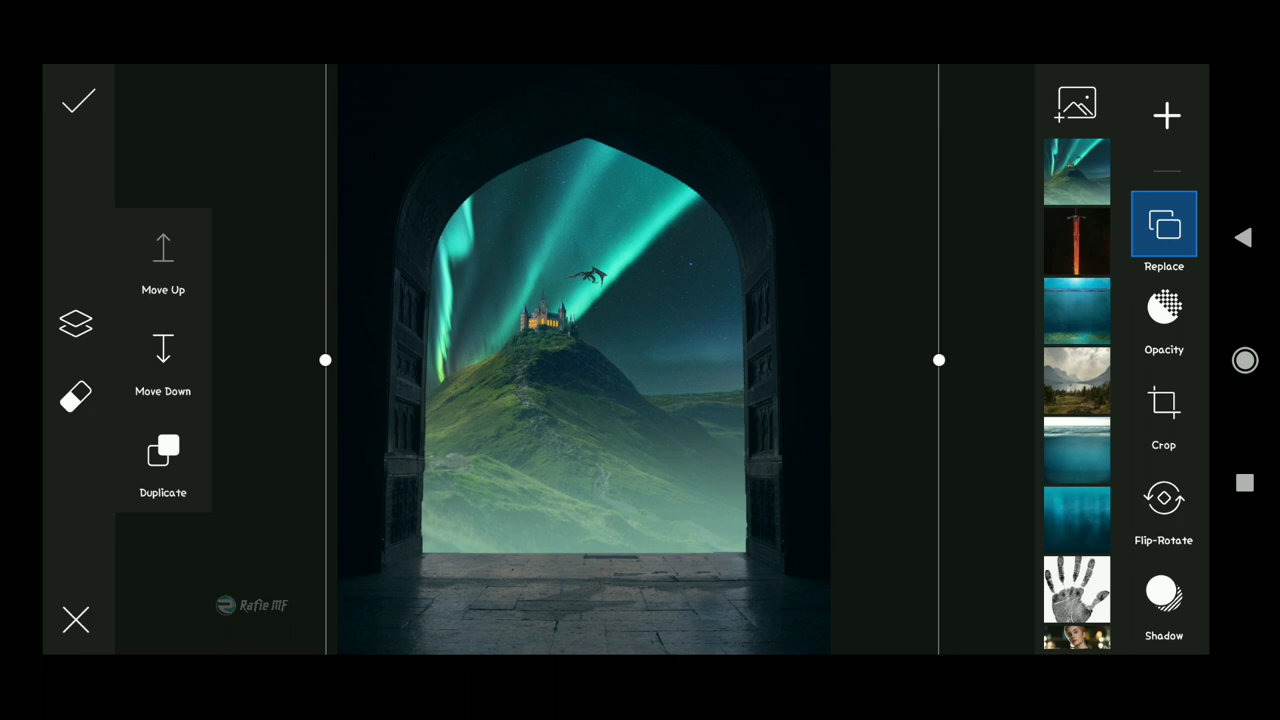 Move Up
Move Down
Duplicate
Rafie MF
Replace
Opacity
Crop
Flip-Rotate
Shadow